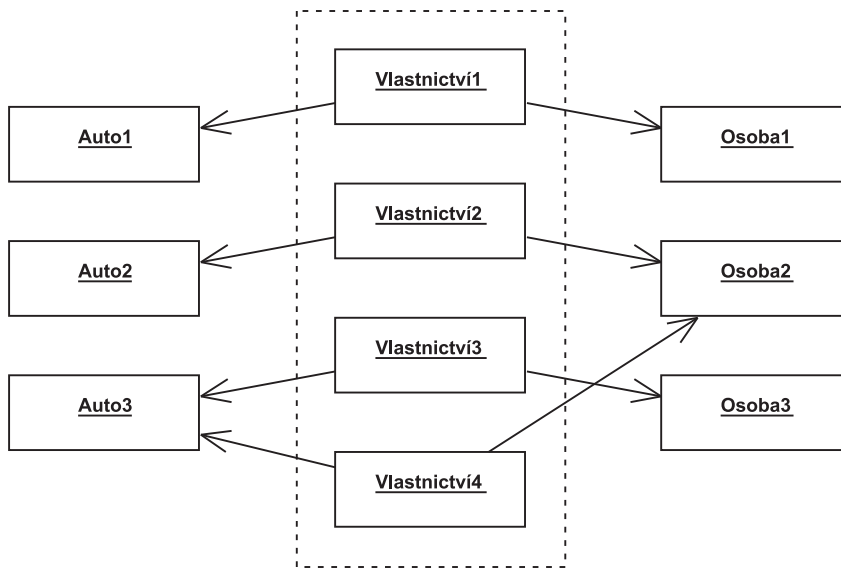 Vlastnictví1
Auto1
Osoba1
Vlastnictví2
Auto2
Osoba2
Vlastnictví3
Auto3
Osoba3
Vlastnictví4